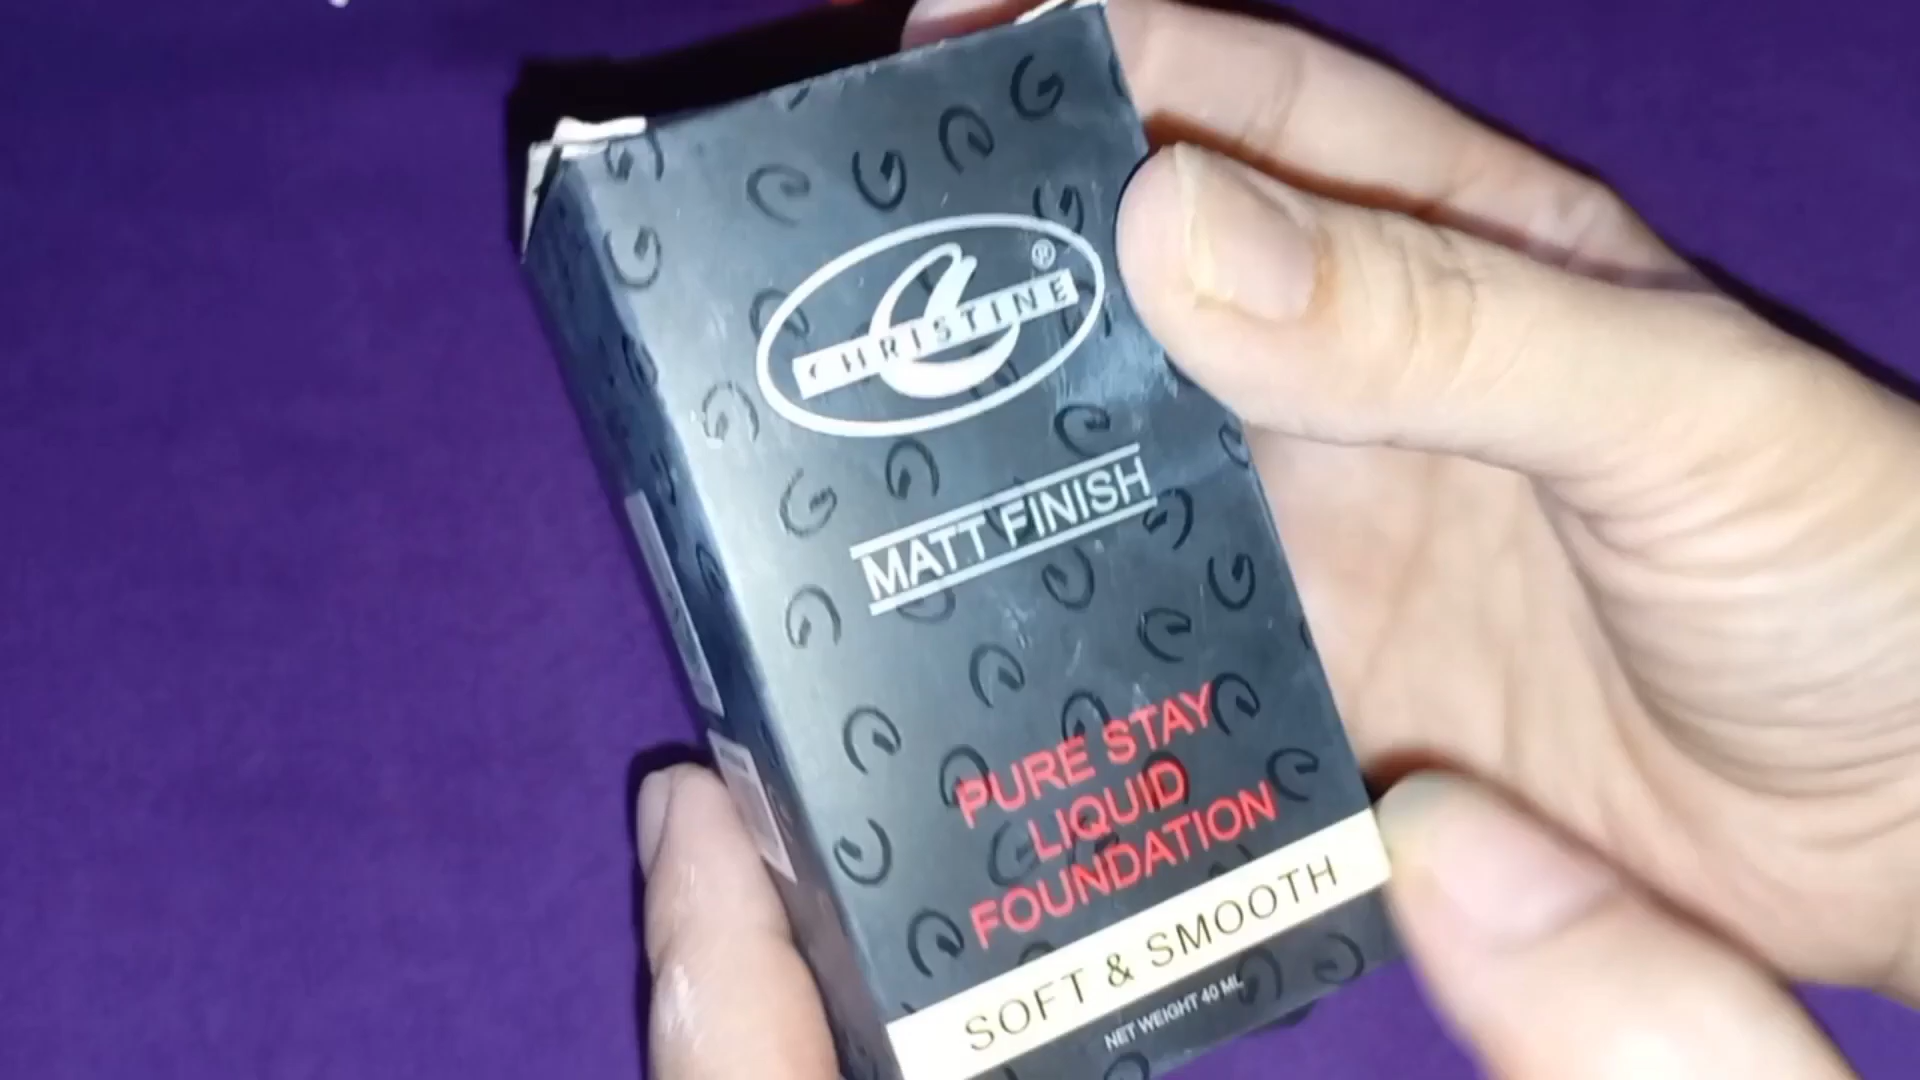 ®
CHRISTINE
MATT FINISH
PURE STAY
LIQUID
FOUNDATION
SOFT & SMOOTH
NET WEIGHT 40 ML